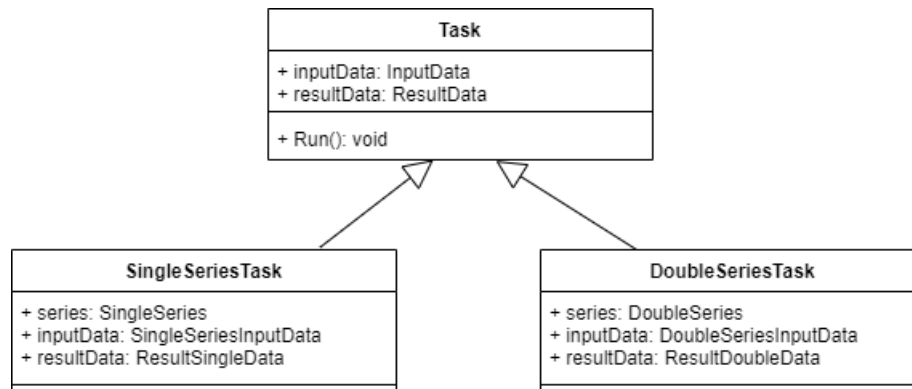 Task
+ inputData: InputData
+ resultData: ResultData
+ Run(): void
SingleSeriesTask
+ series: SingleSeries
+ inputData: SingleSeriesInputData
+ resultData: ResultSingleData
DoubleSeriesTask
+ series: DoubleSeries
+ inputData: DoubleSeriesInputData
+ resultData: ResultDoubleData